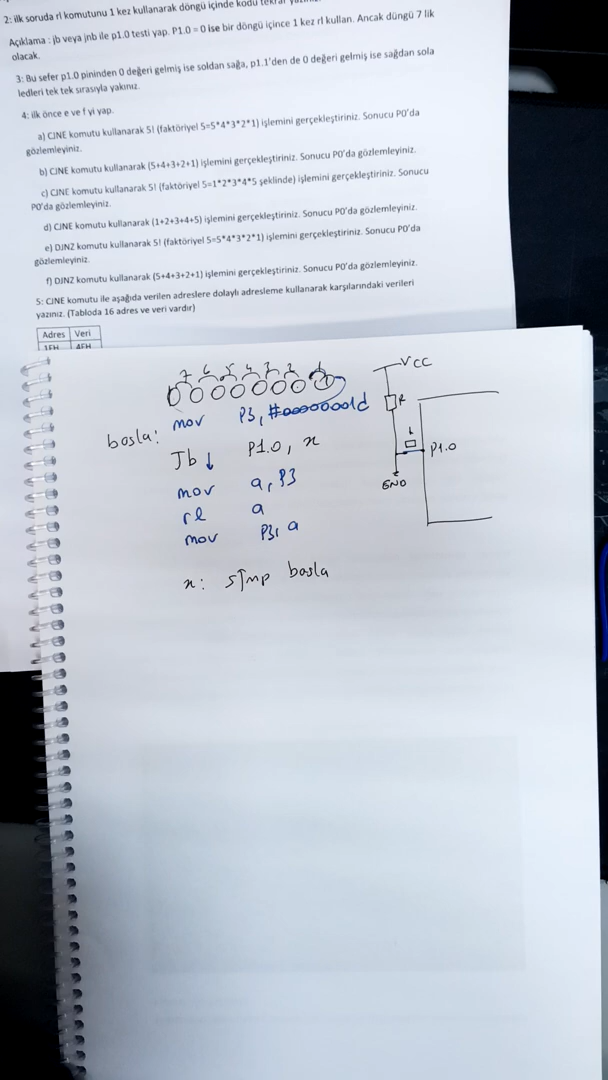 2: ilk soruda rl komutunu 1 kez kullanarak döngü içinde kodu tekrar
Açıklama : jb veya jnb ile p1.0 testi yap. P1.0 = 0 ise bir döngü içince 1 kez rl kullan. Ancak düngü 7 lik
olacak.
3: Bu sefer p1.0 pininden 0 değeri gelmiş ise soldan sağa, p1.1'den de 0 değeri gelmiş ise sağdan sola
ledleri tek tek sırasıyla yakınız.
4: ilk önce e ve f yi yap.
a) CJNE komutu kullanarak 5! (faktöriyel 5=5*4*3*2*1) işlemini gerçekleştiriniz. Sonucu P0'da
gözlemleyiniz.
b) CJNE komutu kullanarak (5+4+3+2+1) işlemini gerçekleştiriniz. Sonucu P0'da gözlemleyiniz.
c) CJNE komutu kullanarak 5! (faktöriyel 5=1*2*3*4*5 şeklinde) işlemini gerçekleştiriniz. Sonucu
P0'da gözlemleyiniz.
d) CJNE komutu kullanarak (1+2+3+4+5) işlemini gerçekleştiriniz. Sonucu P0'da gözlemleyiniz.
e) DJNZ komutu kullanarak 5! (faktöriyel 5=5*4*3*2*1) işlemini gerçekleştiriniz. Sonucu P0'da
gözlemleyiniz.
f) DJNZ komutu kullanarak (5+4+3+2+1) işlemini gerçekleştiriniz. Sonucu P0'da gözlemleyiniz.
5: CJNE komutu ile aşağıda verilen adreslere dolaylı adresleme kullanarak karşılarındaki verileri
yazınız. (Tabloda 16 adres ve veri vardır)
Adres Veri
7 6 5 4 3 2 1
VCC
R
P1.0
GND
mov P3, #00000001d
basla: Jb P1.0, x
mov a, P3
rl a
mov P3, a
x: sjmp basla